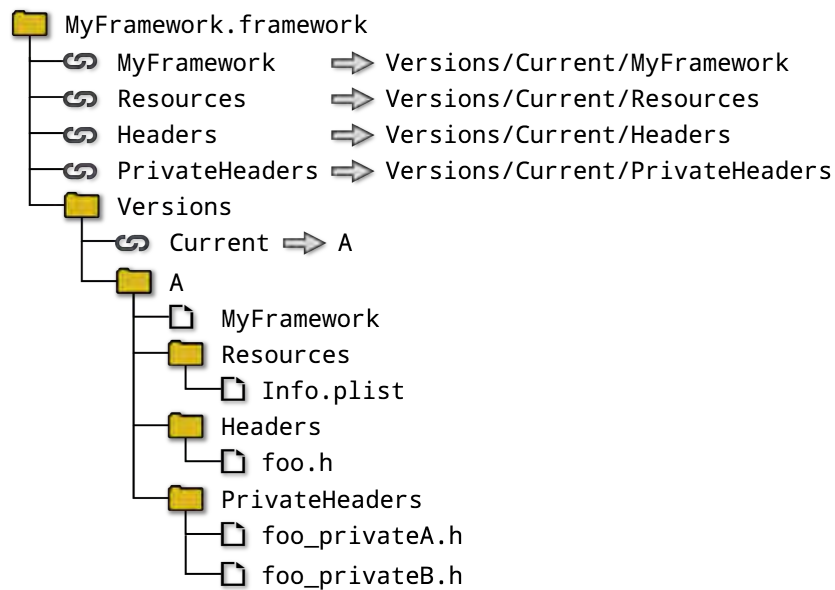 MyFramework.framework
MyFramework Versions/Current/MyFramework
Resources Versions/Current/Resources
Headers Versions/Current/Headers
PrivateHeaders Versions/Current/PrivateHeaders
Versions
Current A
A
MyFramework
Resources
Info.plist
Headers
foo.h
PrivateHeaders
foo_privateA.h
foo_privateB.h